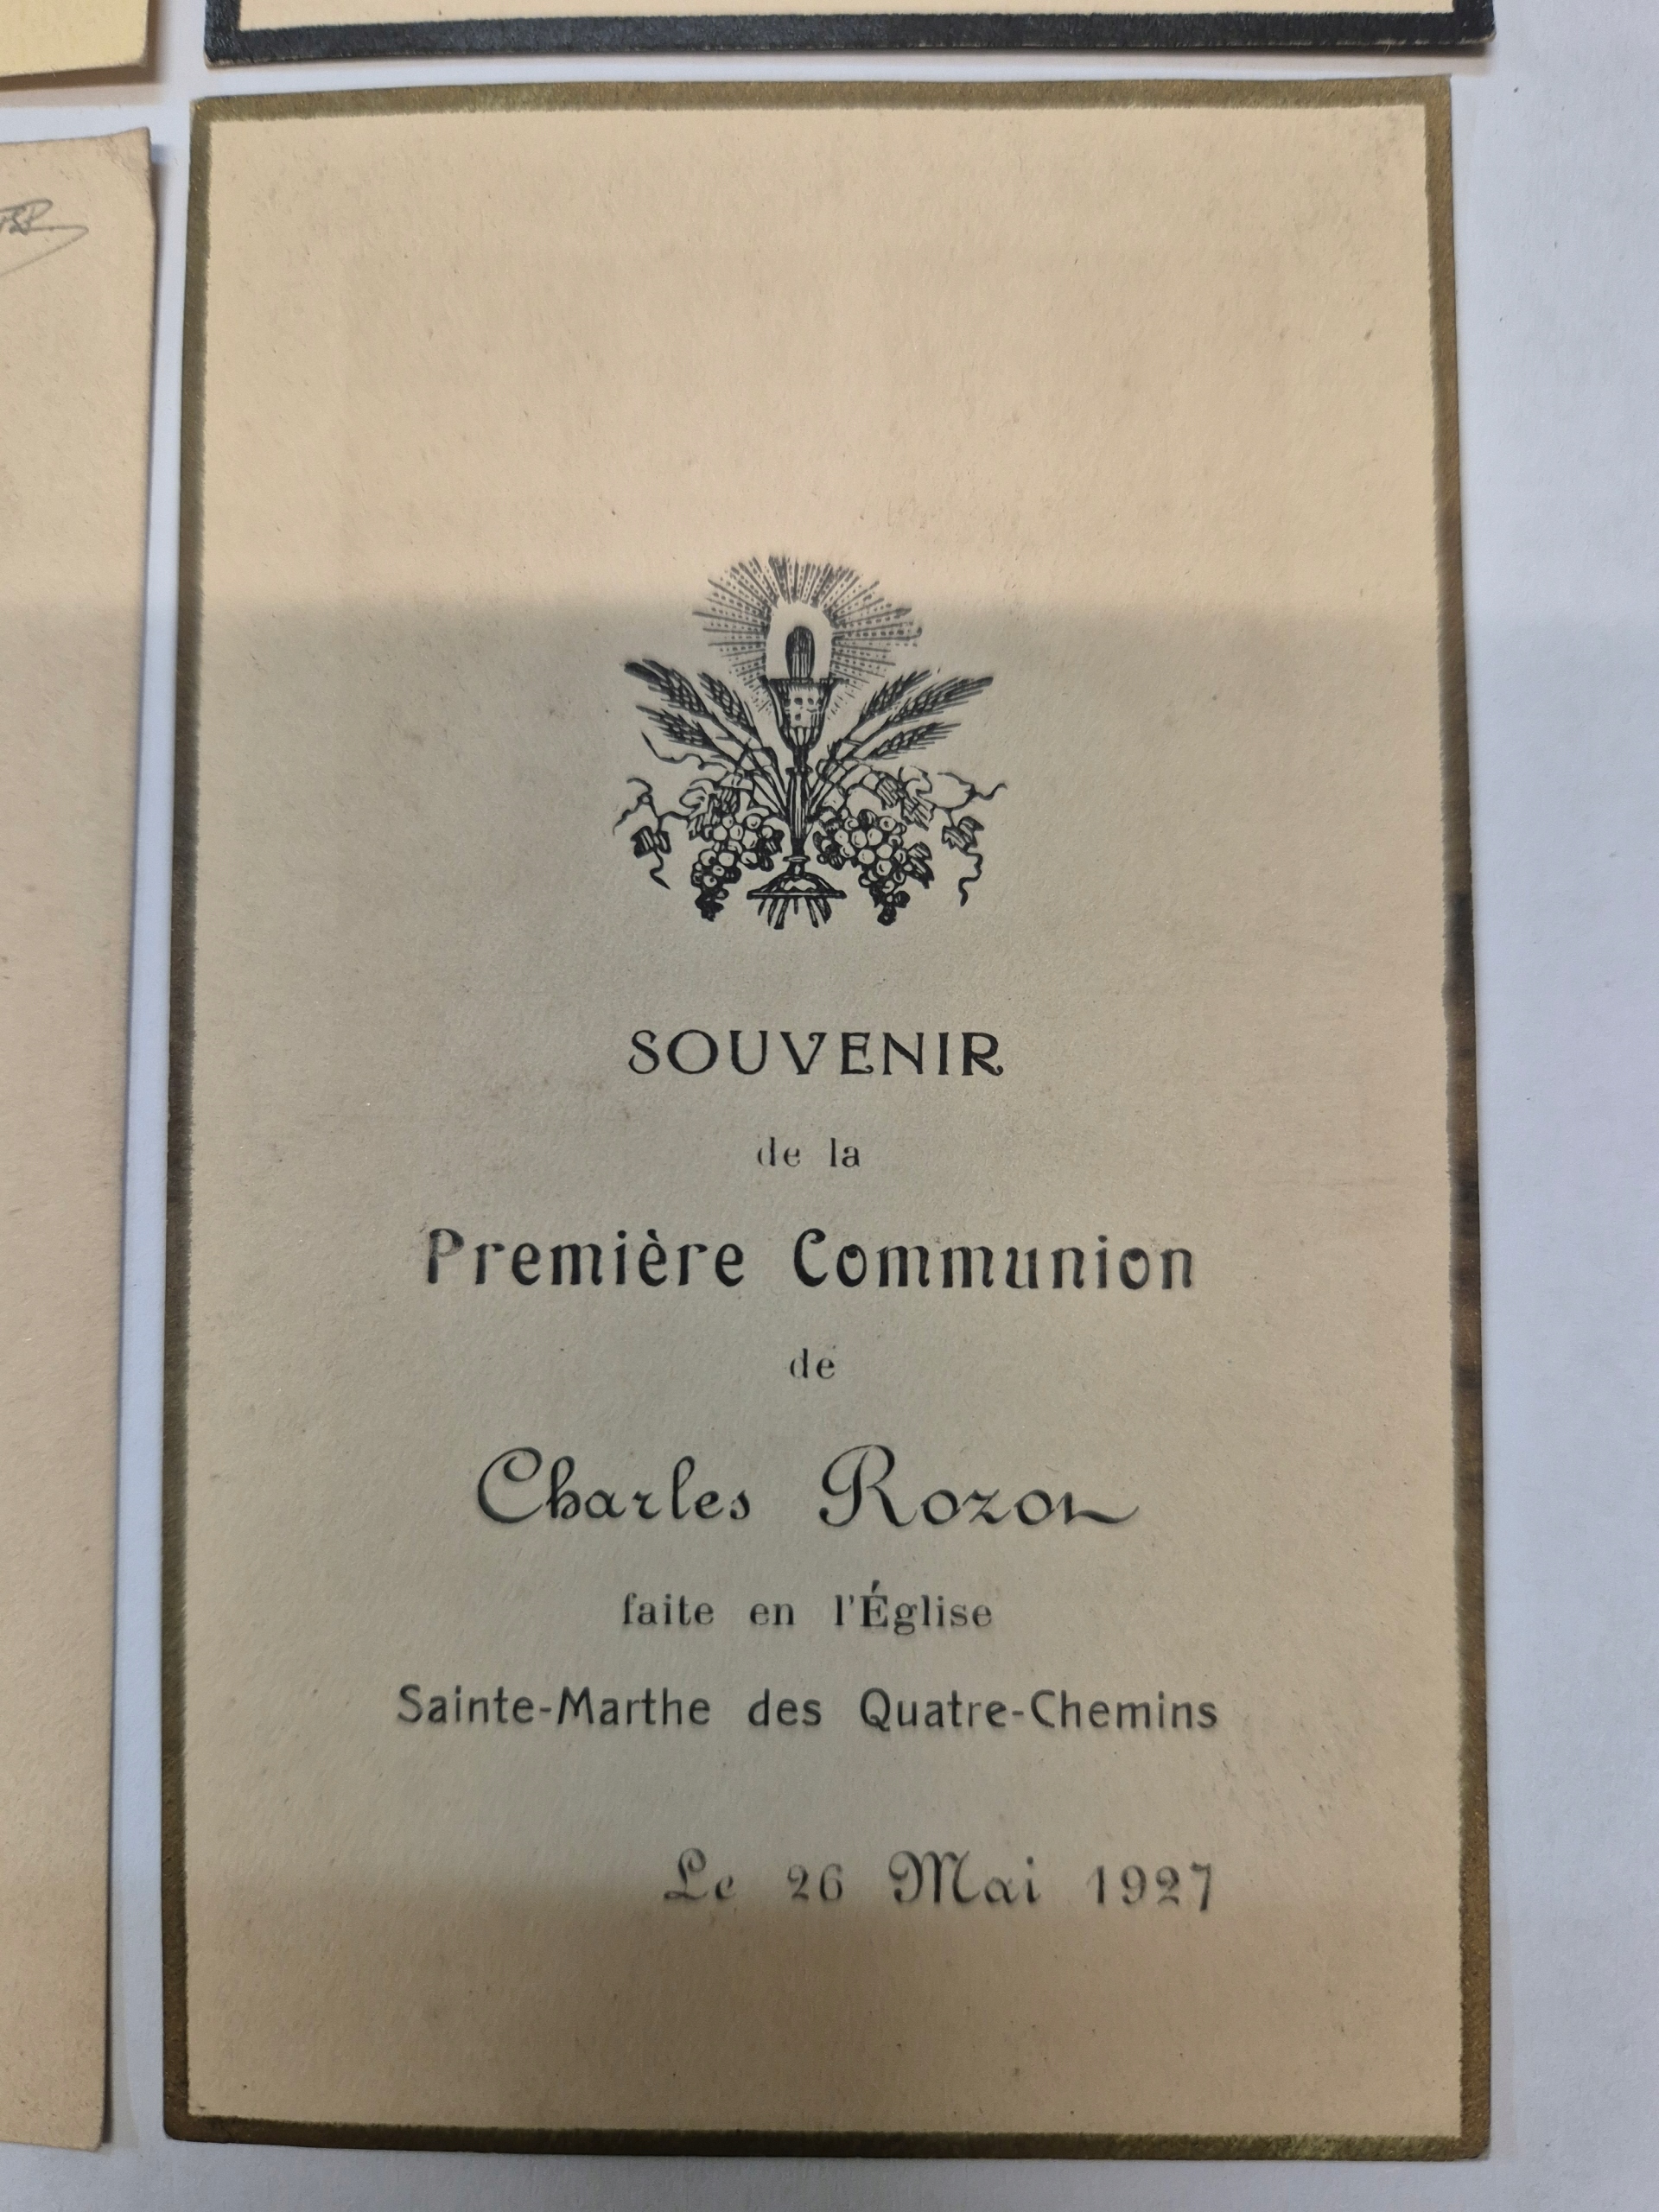 SOUVENIR
de la
Première Communion
de
Charles Rozon
faite en l'Église
Sainte-Marthe des Quatre-Chemins
Le 26 Mai 1927